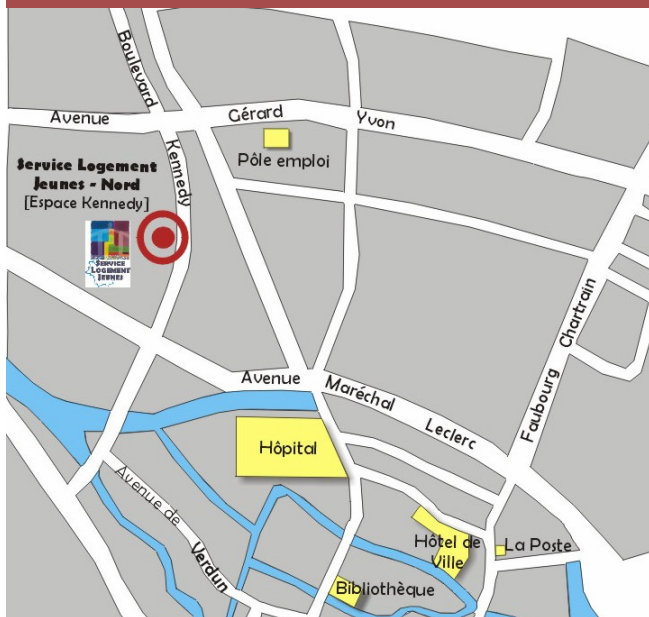 Boulevard
Kennedy
Avenue Gérard Yvon
Pôle emploi
Service Logement
Jeunes - Nord
[Espace Kennedy]
SERVICE
LOGEMENT
JEUNES
Faubourg Chartrain
Avenue Maréchal Leclerc
Hôpital
Avenue de Verdun
Hôtel de
Ville
La Poste
Bibliothèque